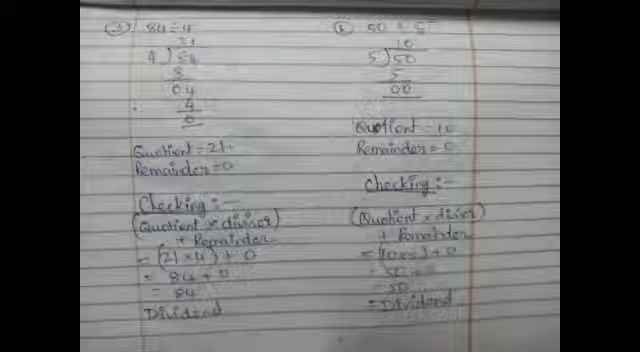 84 ÷ 4
21
4 ) 84
8
04
4
0
Quotient = 21
Remainder = 0
Checking :-
(Quotient × divisor)
+ Remainder
= (21 × 4) + 0
= 84 + 0
= 84
Dividend
50 ÷ 5
10
5 ) 50
5
00
Quotient = 10
Remainder = 0
Checking :-
(Quotient × divisor)
+ Remainder
+ 0
= 50
= Dividend